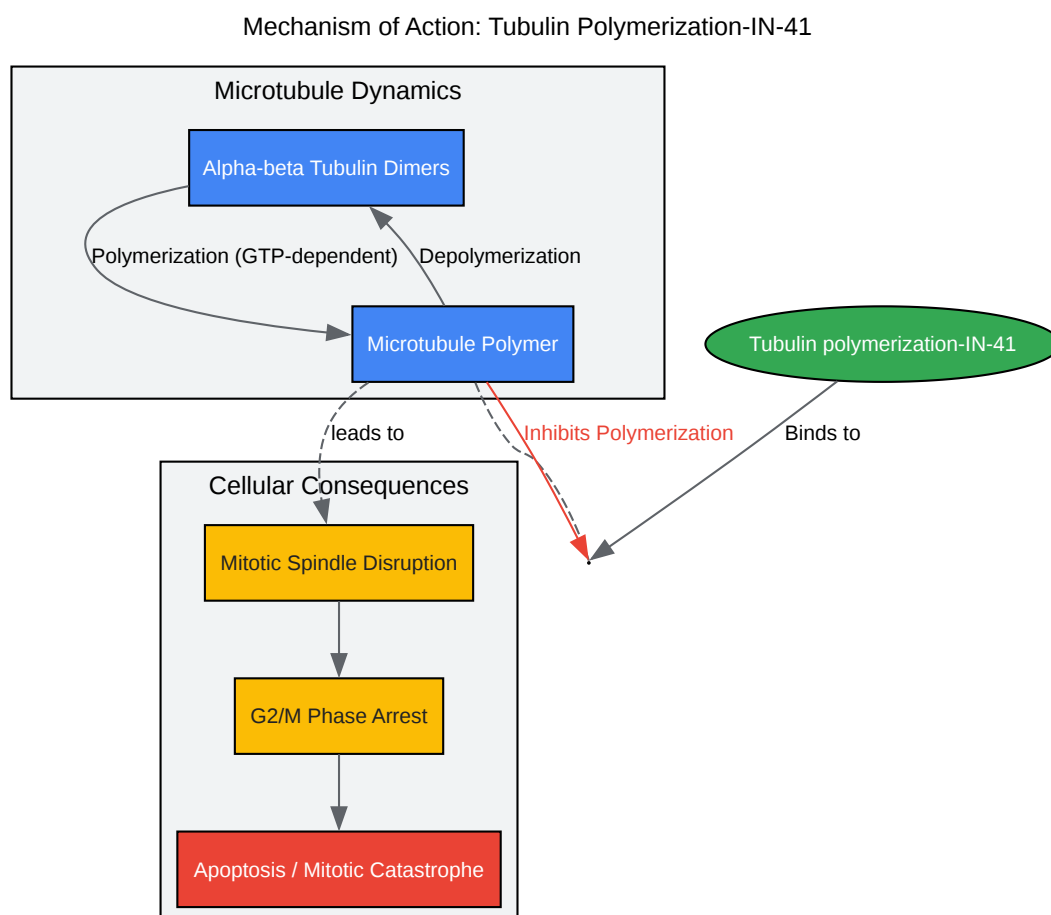 Mechanism of Action: Tubulin Polymerization-IN-41
Microtubule Dynamics
Alpha-beta Tubulin Dimers
Polymerization (GTP-dependent)
Depolymerization
Microtubule Polymer
Tubulin polymerization-IN-41
leads to
Inhibits Polymerization
Binds to
Cellular Consequences
Mitotic Spindle Disruption
G2/M Phase Arrest
Apoptosis / Mitotic Catastrophe